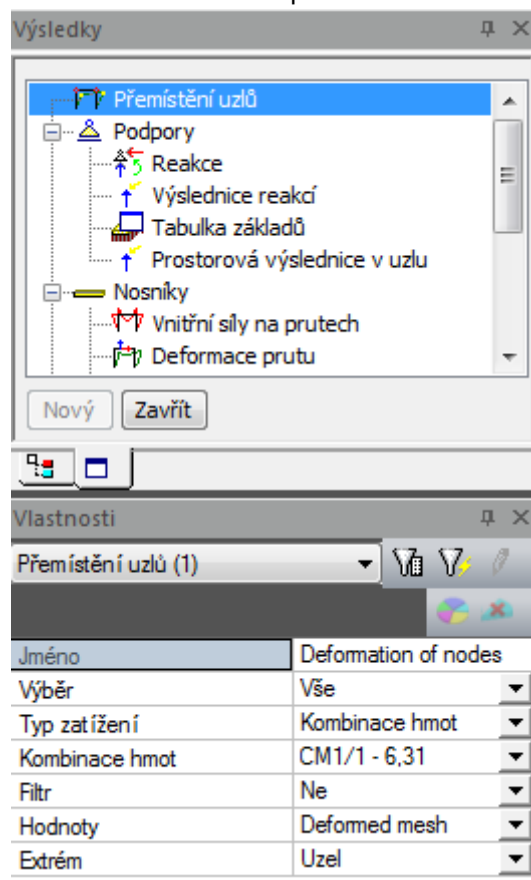 Výsledky
Přemístění uzlů
Podpory
Reakce
Výslednice reakcí
Tabulka základů
Prostorová výslednice v uzlu
Nosníky
Vnitřní síly na prutech
Deformace prutu
Nový Zavřít
Vlastnosti
Přemístění uzlů (1)
Jméno Deformation of nodes
Výběr Vše
Typ zatížení Kombinace hmot
Kombinace hmot CM1/1 - 6,31
Filtr Ne
Hodnoty Deformed mesh
Extrém Uzel